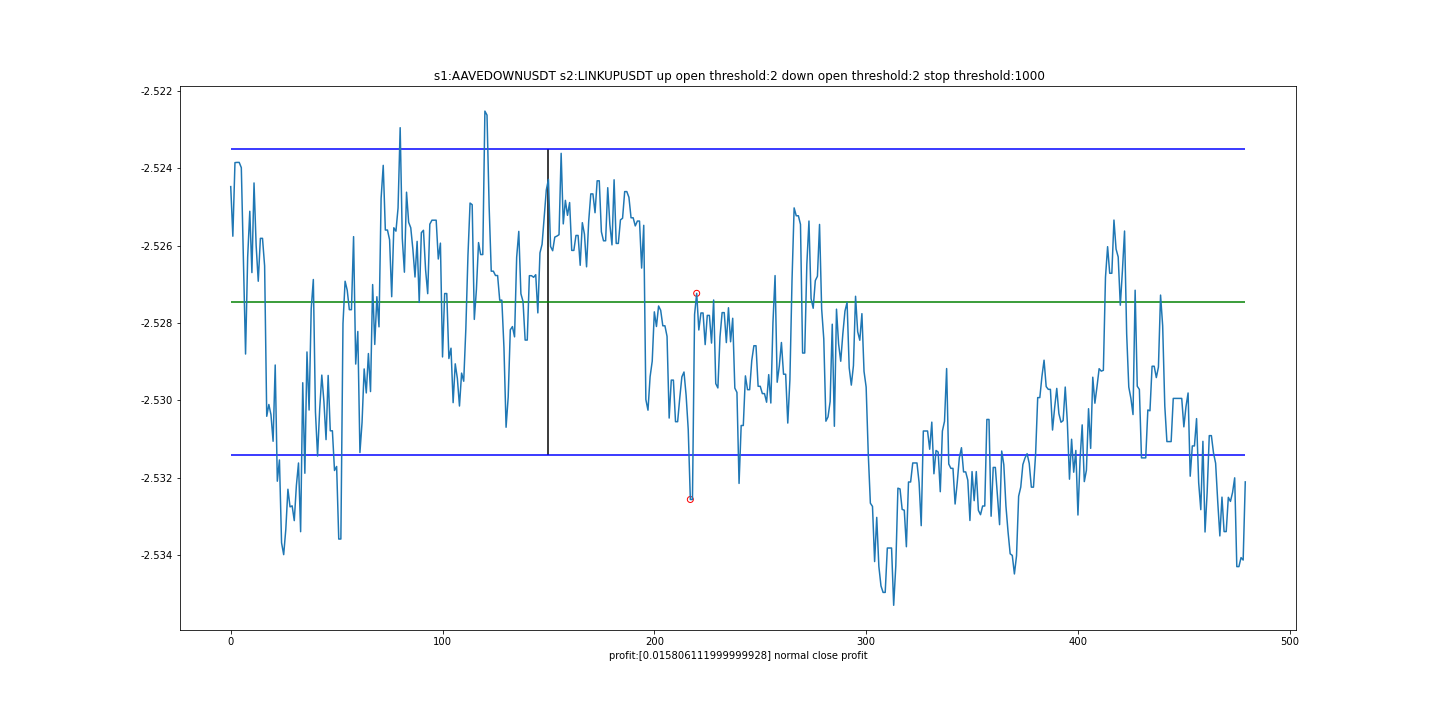 s1:AAVEDOWNUSDT s2:LINKUPUSDT up open threshold:2 down open threshold:2 stop threshold:1000
-2.522
-2.524
-2.526
-2.528
-2.530
-2.532
-2.534
0 100 200 300 400 500
profit:[0.015806111999999928] normal close profit